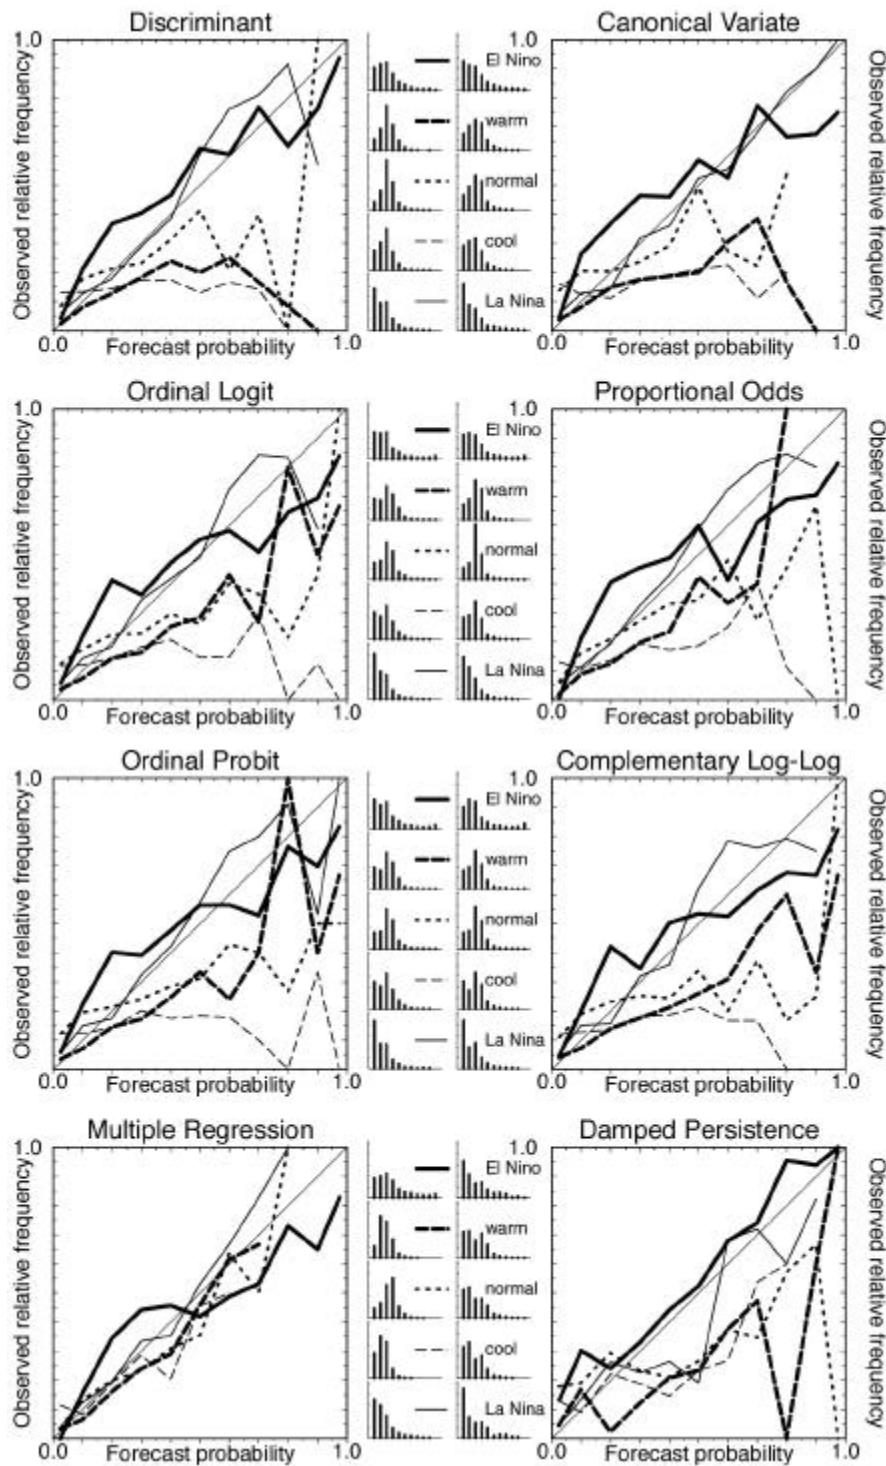 Discriminant Canonical Variate
1.0 1.0
El Nino
warm
normal
cool
La Nina
Observed relative frequency
Observed relative frequency
0.0 Forecast probability 1.0 0.0 Forecast probability 1.0
Ordinal Logit Proportional Odds
1.0 1.0
El Nino
warm
normal
cool
La Nina
Observed relative frequency
Observed relative frequency
0.0 Forecast probability 1.0 0.0 Forecast probability 1.0
Ordinal Probit Complementary Log-Log
1.0 1.0
El Nino
warm
normal
cool
La Nina
Observed relative frequency
Observed relative frequency
0.0 Forecast probability 1.0 0.0 Forecast probability 1.0
Multiple Regression Damped Persistence
1.0 1.0
El Nino
warm
normal
cool
La Nina
Observed relative frequency
Observed relative frequency
0.0 Forecast probability 1.0 0.0 Forecast probability 1.0